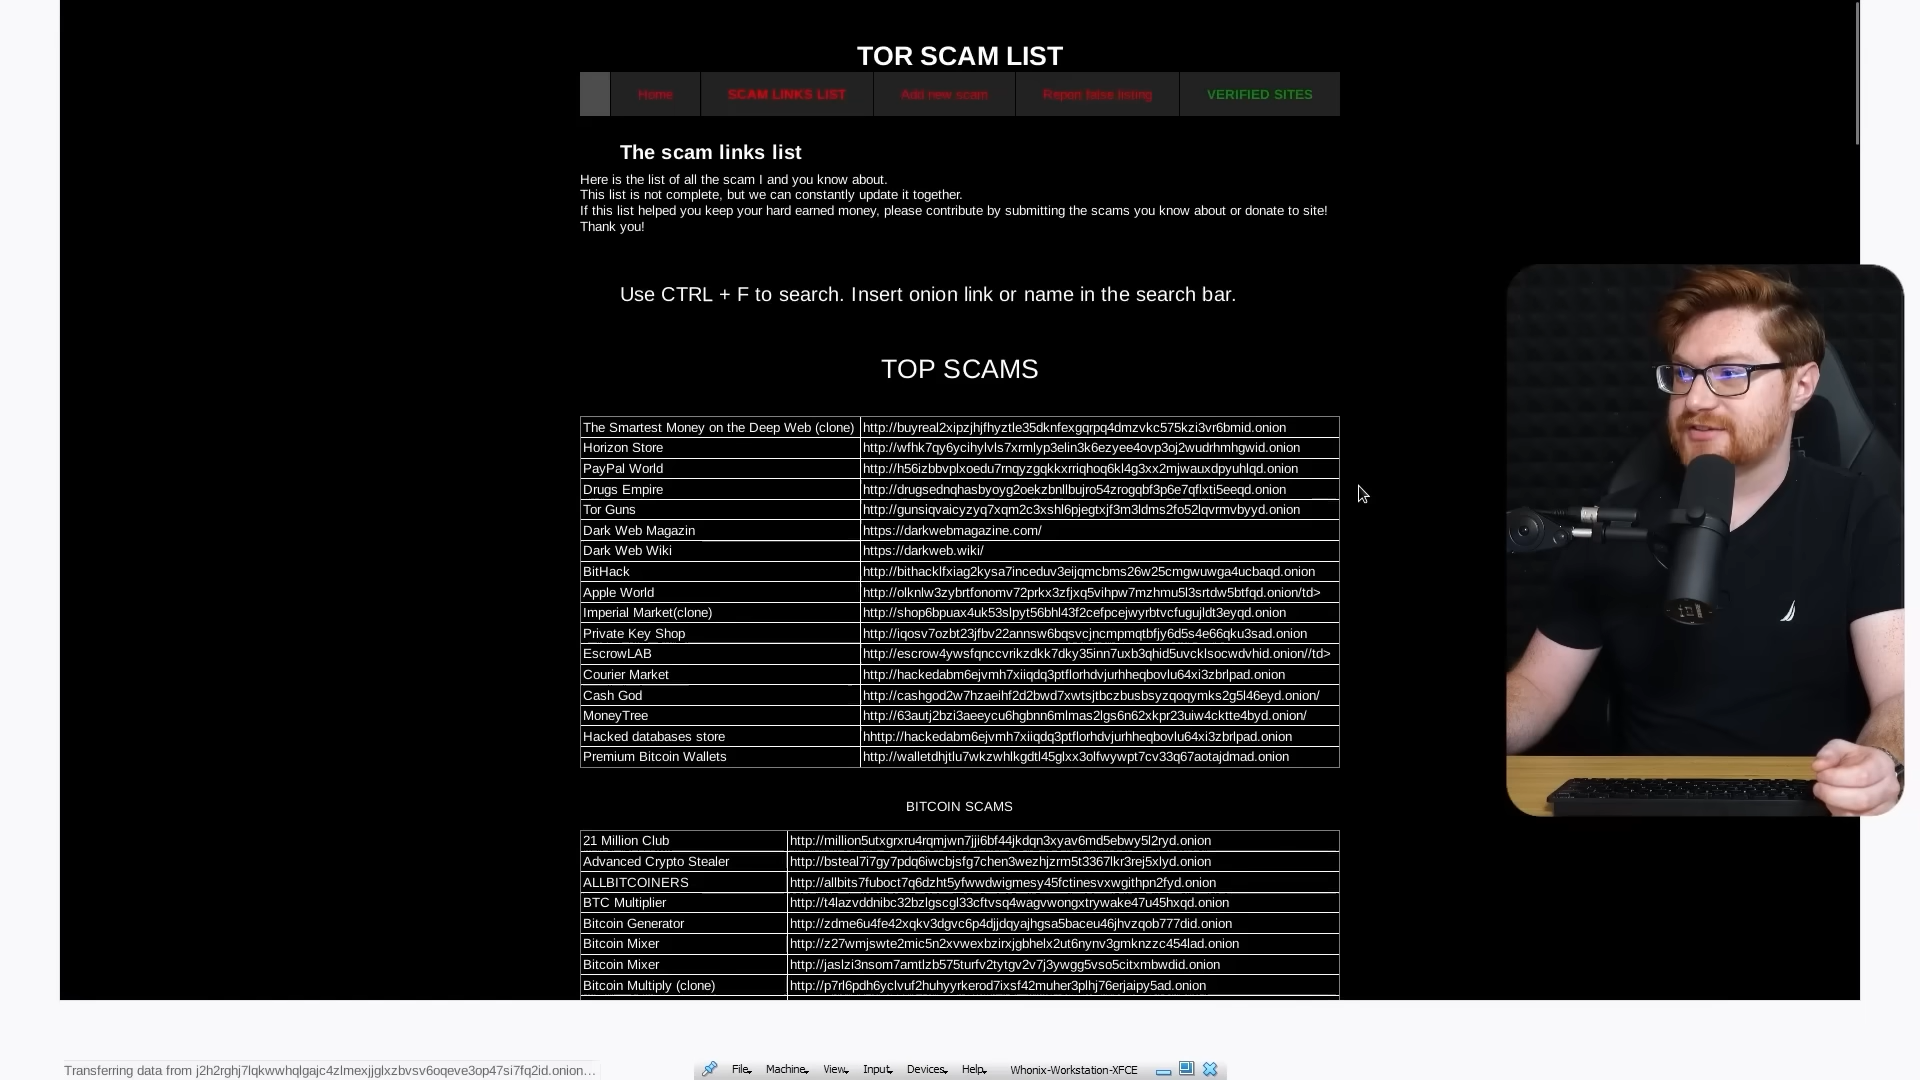 TOR SCAM LIST
Home
SCAM LINKS LIST
Add new scam
Report false listing
VERIFIED SITES
The scam links list
Here is the list of all the scam I and you know about.
This list is not complete, but we can constantly update it together.
If this list helped you keep your hard earned money, please contribute by submitting the scams you know about or donate to site!
Thank you!
Use CTRL + F to search. Insert onion link or name in the search bar.
TOP SCAMS
The Smartest Money on the Deep Web (clone) http://buyreal2xipzjhjfhyztle35dknfexgqrpq4dmzvkc575kzi3vr6bmid.onion
Horizon Store http://wfhk7qy6ycihylvls7xrmlyp3elin3k6ezyee4ovp3oj2wudrhmhgwid.onion
PayPal World http://h56izbbvplxoedu7rnqyzgqkkxrriqhoq6kl4g3xx2mjwauxdpyuhlqd.onion
Drugs Empire http://drugsednqhasbyoyg2oekzbnllbujro54zrogqbf3p6e7qflxti5eeqd.onion
Tor Guns http://gunsiqvaicyzyq7xqm2c3xshl6pjegtxjf3m3ldms2fo52lqvrmvbyyd.onion
Dark Web Magazin https://darkwebmagazine.com/
Dark Web Wiki https://darkweb.wiki/
BitHack http://bithacklfxiag2kysa7inceduv3eijqmcbms26w25cmgwuwga4ucbaqd.onion
Apple World http://olknlw3zybrtfonomv72prkx3zfjxq5vihpw7mzhmu5l3srtdw5btfqd.onion/td>
Imperial Market(clone) http://shop6bpuax4uk53slpyt56bhl43f2cefpcejwyrbtvcfugujldt3eyqd.onion
Private Key Shop http://iqosv7ozbt23jfbv22annsw6bqsvcjncmpmqtbfjy6d5s4e66qku3sad.onion
EscrowLAB http://escrow4ywsfqnccvrikzdkk7dky35inn7uxb3qhid5uvcklsocwdvhid.onion//td>
Courier Market http://hackedabm6ejvmh7xiiqdq3ptflorhdvjurhheqbovlu64xi3zbrlpad.onion
Cash God http://cashgod2w7hzaeihf2d2bwd7xwtsjtbczbusbsyzqoqymks2g5l46eyd.onion/
MoneyTree http://63autj2bzi3aeeycu6hgbnn6mlmas2lgs6n62xkpr23uiw4cktte4byd.onion/
Hacked databases store hhttp://hackedabm6ejvmh7xiiqdq3ptflorhdvjurhheqbovlu64xi3zbrlpad.onion
Premium Bitcoin Wallets http://walletdhjtlu7wkzwhlkgdtl45glxx3olfwywpt7cv33q67aotajdmad.onion
BITCOIN SCAMS
21 Million Club http://million5utxgrxru4rqmjwn7jji6bf44jkdqn3xyav6md5ebwy5l2ryd.onion
Advanced Crypto Stealer http://bsteal7i7gy7pdq6iwcbjsfg7chen3wezhjzrm5t3367lkr3rej5xlyd.onion
ALLBITCOINERS http://allbits7fuboct7q6dzht5yfwwdwigmesy45fctinesvxwgithpn2fyd.onion
BTC Multiplier http://t4lazvddnibc32bzlgscgl33cftvsq4wagvwongxtrywake47u45hxqd.onion
Bitcoin Generator http://zdme6u4fe42xqkv3dgvc6p4djjdqyajhgsa5baceu46jhvzqob777did.onion
Bitcoin Mixer http://z27wmjswte2mic5n2xvwexbzirxjgbhelx2ut6nynv3gmknzzc454lad.onion
Bitcoin Mixer http://jaslzi3nsom7amtlzb575turfv2tytgv2v7j3ywgg5vso5citxmbwdid.onion
Bitcoin Multiply (clone) http://p7rl6pdh6yclvuf2huhyyrkerod7ixsf42muher3plhj76erjaipy5ad.onion
Transferring data from j2h2rghj7lqkwwhqlgajc4zlmexjjglxzbvsv6oqeve3op47si7fq2id.onion...
File
Machine
View
Input
Devices
Help
Whonix-Workstation-XFCE